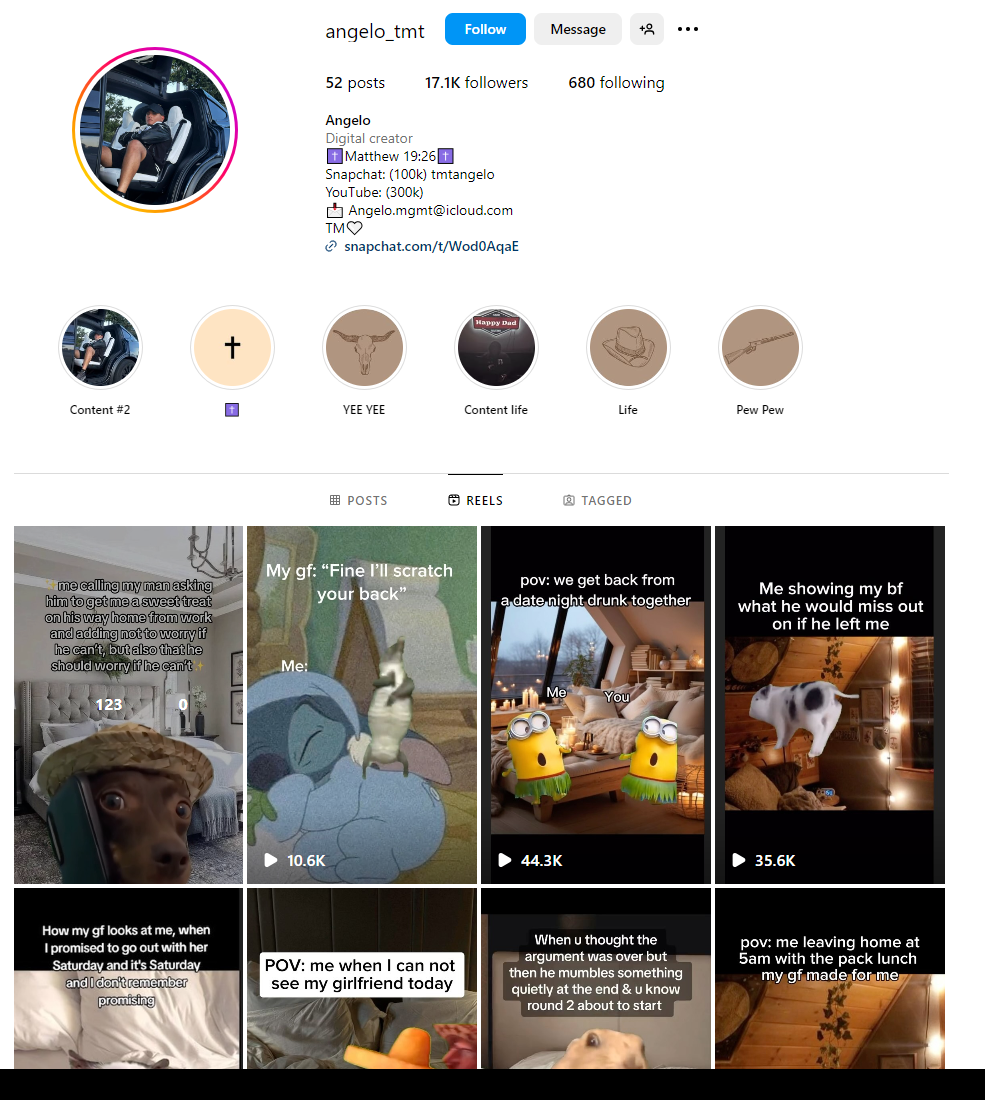 angelo_tmt
Follow
Message
52 posts
17.1K followers
680 following
Angelo
Digital creator
✝️Matthew 19:26✝️
Snapchat: (100k) tmtangelo
YouTube: (300k)
📩 Angelo.mgmt@icloud.com
TM🤍
snapchat.com/t/Wod0AqaE
Happy Dad
Content #2
✝️
YEE YEE
Content life
Life
Pew Pew
POSTS
REELS
TAGGED
✨me calling my man asking
him to get me a sweet treat
on his way home from work
and adding not to worry if
he can't, but also that he
should worry if he can't✨
123
0
My gf: “Fine I’ll scratch
your back”
Me:
10.6K
pov: we get back from
a date night drunk together
Me
You
44.3K
Me showing my bf
what he would miss out
on if he left me
35.6K
How my gf looks at me, when
I promised to go out with her
Saturday and it's Saturday
and I don't remember
promising
POV: me when I can not
see my girlfriend today
When u thought the
argument was over but
then he mumbles something
quietly at the end & u know
round 2 about to start
pov: me leaving home at
5am with the pack lunch
my gf made for me